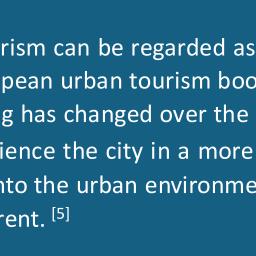 rism can be regarded as
pean urban tourism boo
g has changed over the
ience the city in a more
nto the urban environme
rent. [5]